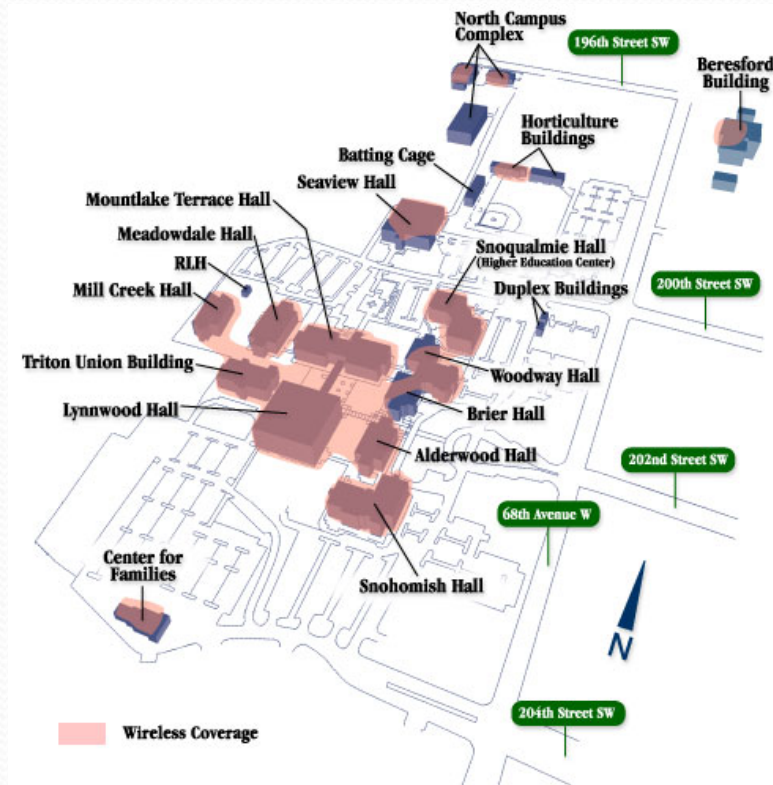 North Campus
Complex
196th Street SW
Beresford
Building
Horticulture
Buildings
Batting Cage
Seaview Hall
Mountlake Terrace Hall
Meadowdale Hall
Snoqualmie Hall
(Higher Education Center)
RLH
Duplex Buildings
200th Street SW
Mill Creek Hall
Triton Union Building
Woodway Hall
Lynnwood Hall
Brier Hall
Alderwood Hall
202nd Street SW
68th Avenue W
Center for
Families
Snohomish Hall
N
204th Street SW
Wireless Coverage